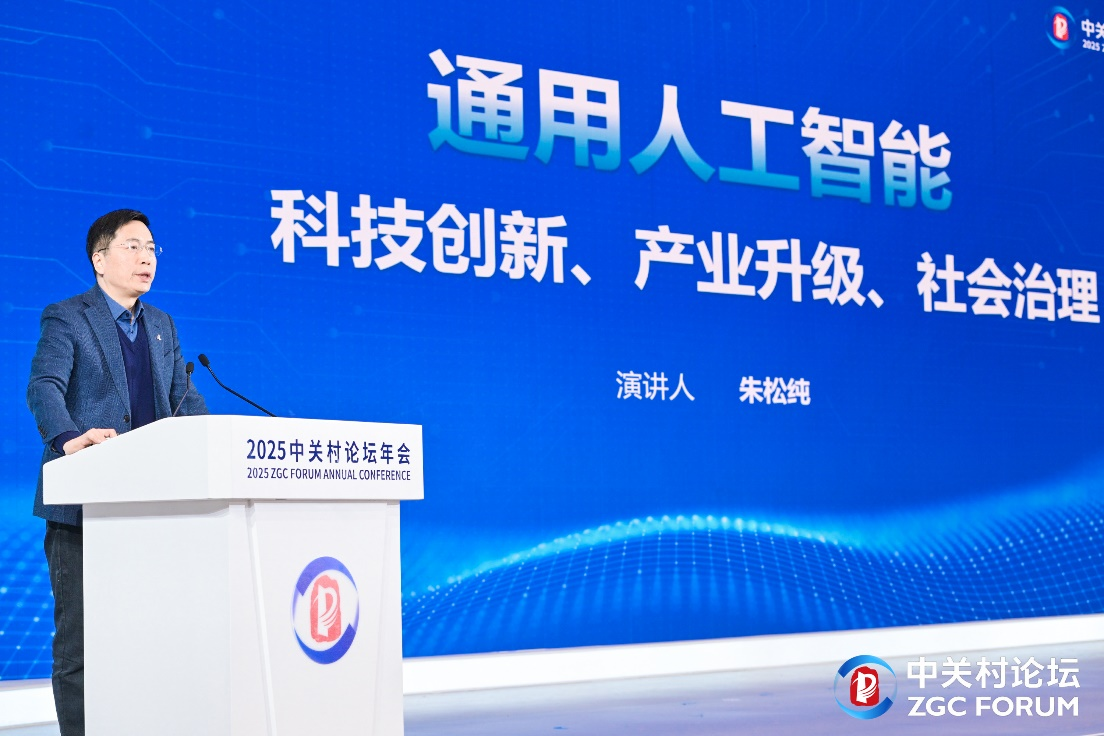 中关
2025 Z
通用人工智能
科技创新、产业升级、社会治理
演讲人 朱松纯
2025中关村论坛年会
2025 ZGC FORUM ANNUAL CONFERENCE
中关村论坛
ZGC FORUM